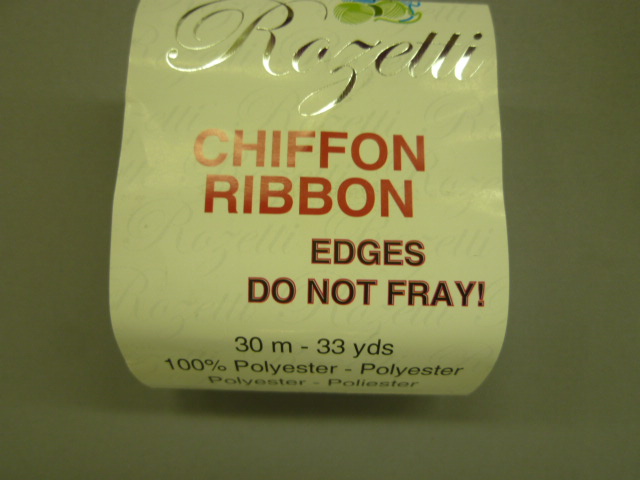 Rozetti
CHIFFON
RIBBON
EDGES
DO NOT FRAY!
30 m - 33 yds
100% Polyester - Polyester
Polyester - Poliester